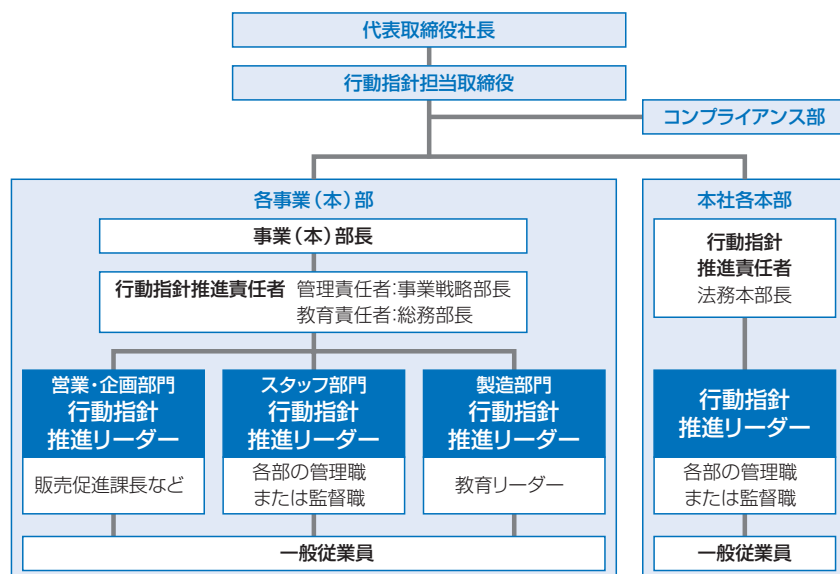 代表取締役社長
行動指針担当取締役
コンプライアンス部
各事業(本)部
事業(本)部長
行動指針推進責任者 管理責任者:事業戦略部長
教育責任者:総務部長
営業・企画部門
行動指針
推進リーダー
販売促進課長など
スタッフ部門
行動指針
推進リーダー
各部の管理職
または監督職
製造部門
行動指針
推進リーダー
教育リーダー
一般従業員
本社各本部
行動指針
推進責任者
法務本部長
行動指針
推進リーダー
各部の管理職
または監督職
一般従業員